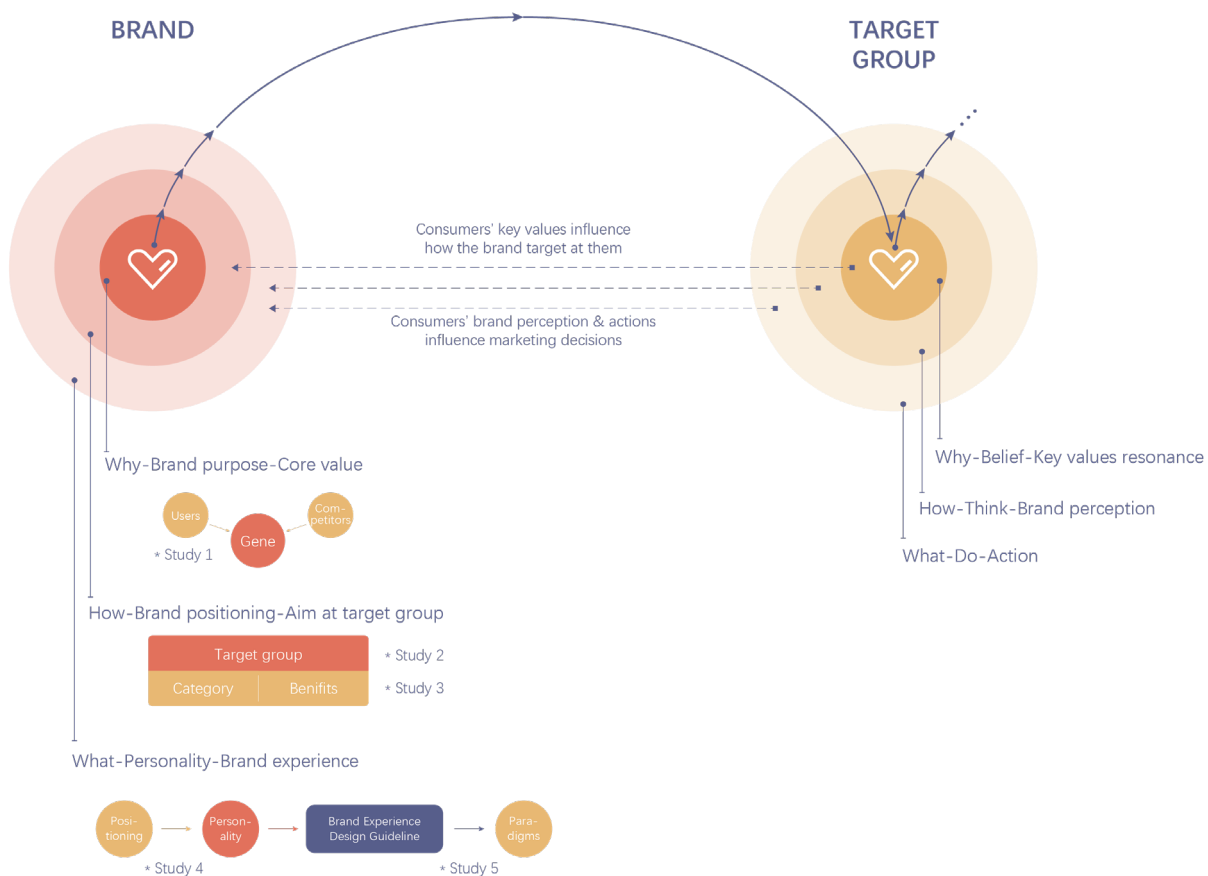 BRAND
TARGET
GROUP
Consumers' key values influence
how the brand target at them
Consumers' brand perception & actions
influence marketing decisions
Why-Brand purpose-Core value
Users
Com-
petitors
Gene
* Study 1
How-Brand positioning-Aim at target group
Target group
* Study 2
Category
Benifits
* Study 3
What-Personality-Brand experience
Posi-
tioning
Person-
ality
Brand Experience
Design Guideline
Para-
digms
* Study 4
* Study 5
Why-Belief-Key values resonance
How-Think-Brand perception
What-Do-Action